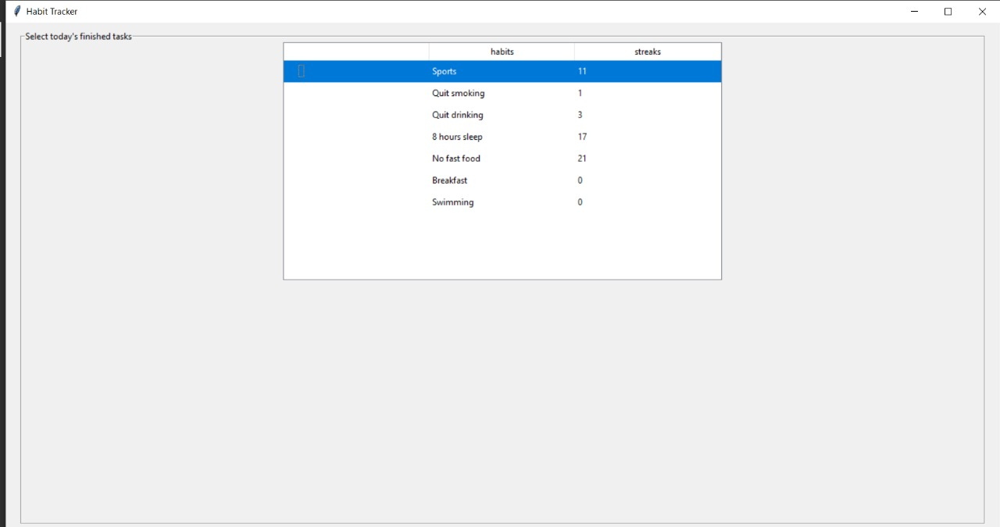 Habit Tracker
Select today's finished tasks
habits streaks
Sports 11
Quit smoking 1
Quit drinking 3
8 hours sleep 17
No fast food 21
Breakfast 0
Swimming 0